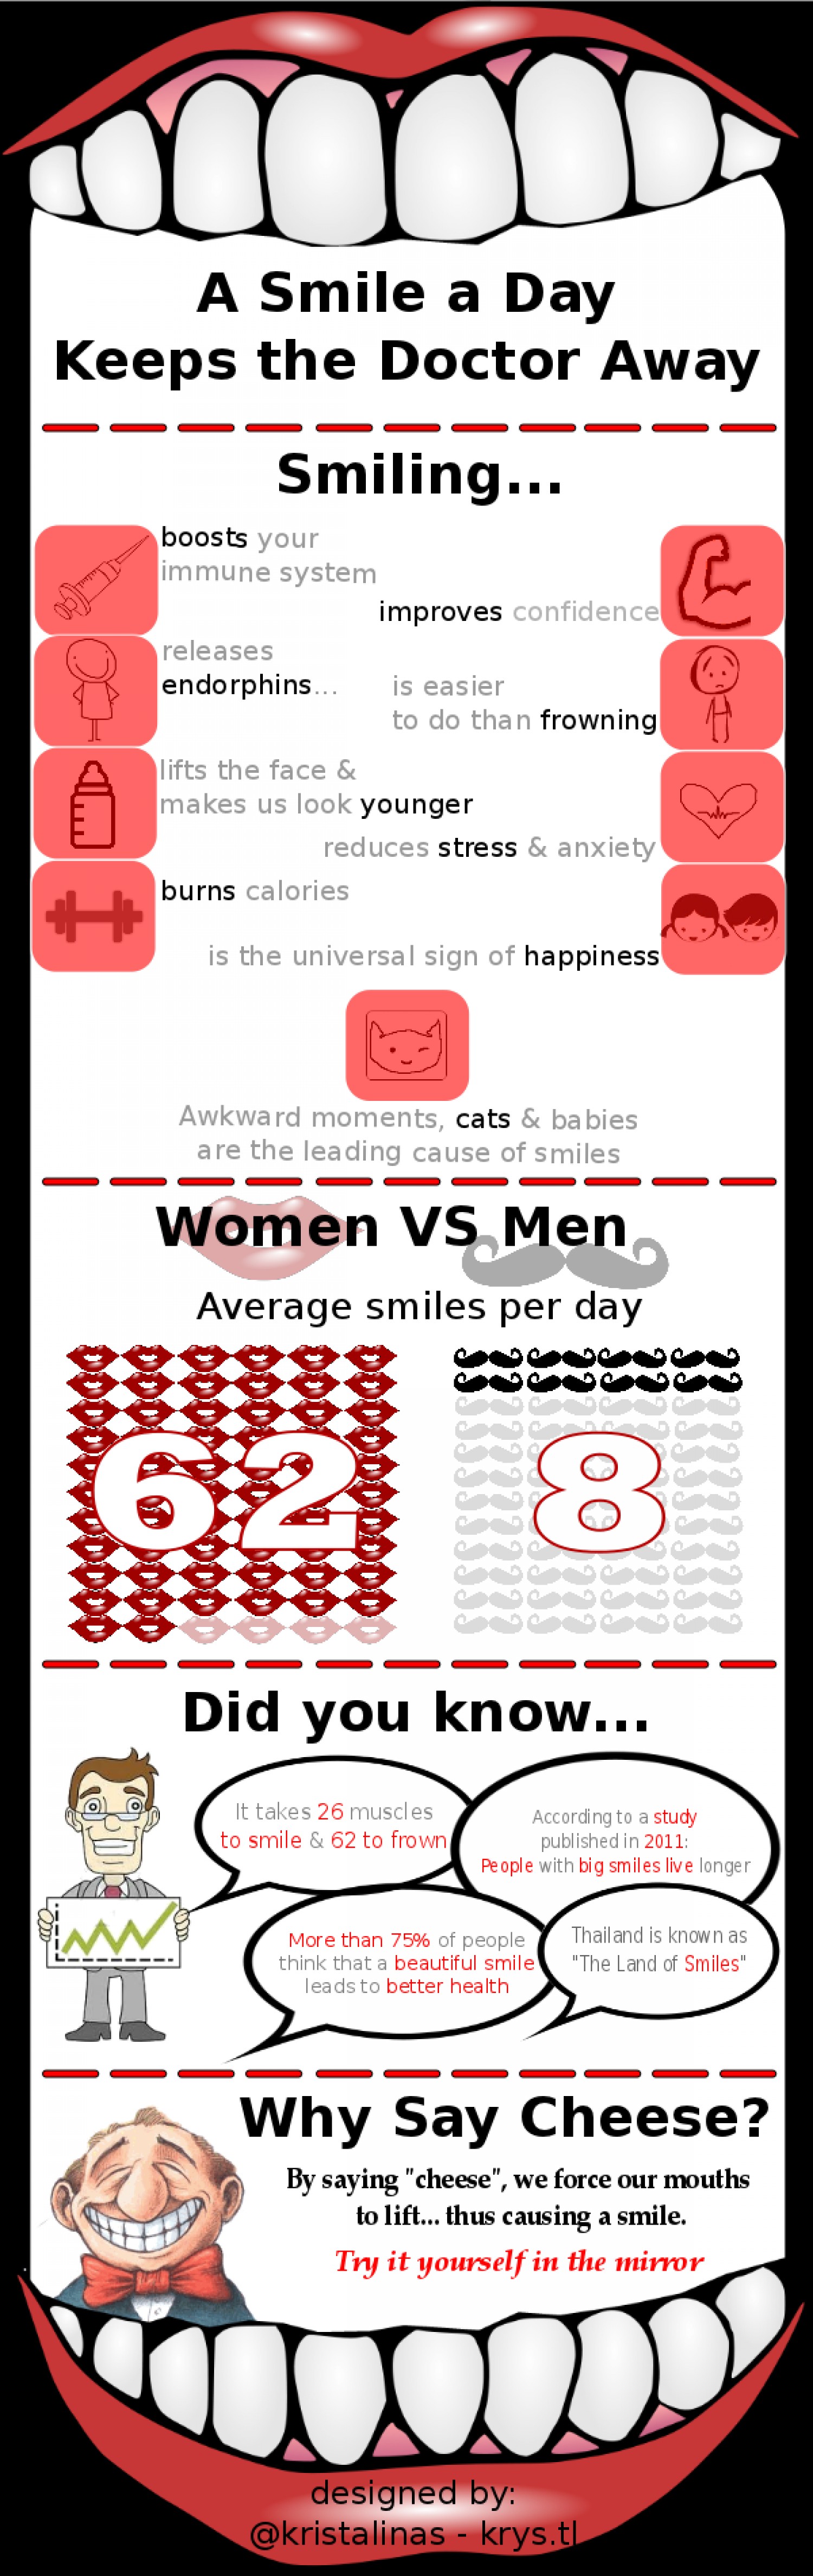 A Smile a Day
Keeps the Doctor Away
Smiling...
boosts your
immune system
improves confidence
releases
endorphins...
is easier
to do than frowning
lifts the face &
makes us look younger
reduces stress & anxiety
burns calories
is the universal sign of happiness
Awkward moments, cats & babies
are the leading cause of smiles
Women VS Men
Average smiles per day
62
8
Did you know...
It takes 26 muscles
to smile & 62 to frown
According to a study
published in 2011:
People with big smiles live longer
More than 75% of people
think that a beautiful smile
leads to better health
Thailand is known as
"The Land of Smiles"
Why Say Cheese?
By saying "cheese", we force our mouths
to lift... thus causing a smile.
Try it yourself in the mirror
designed by:
@kristalinas - krys.tl